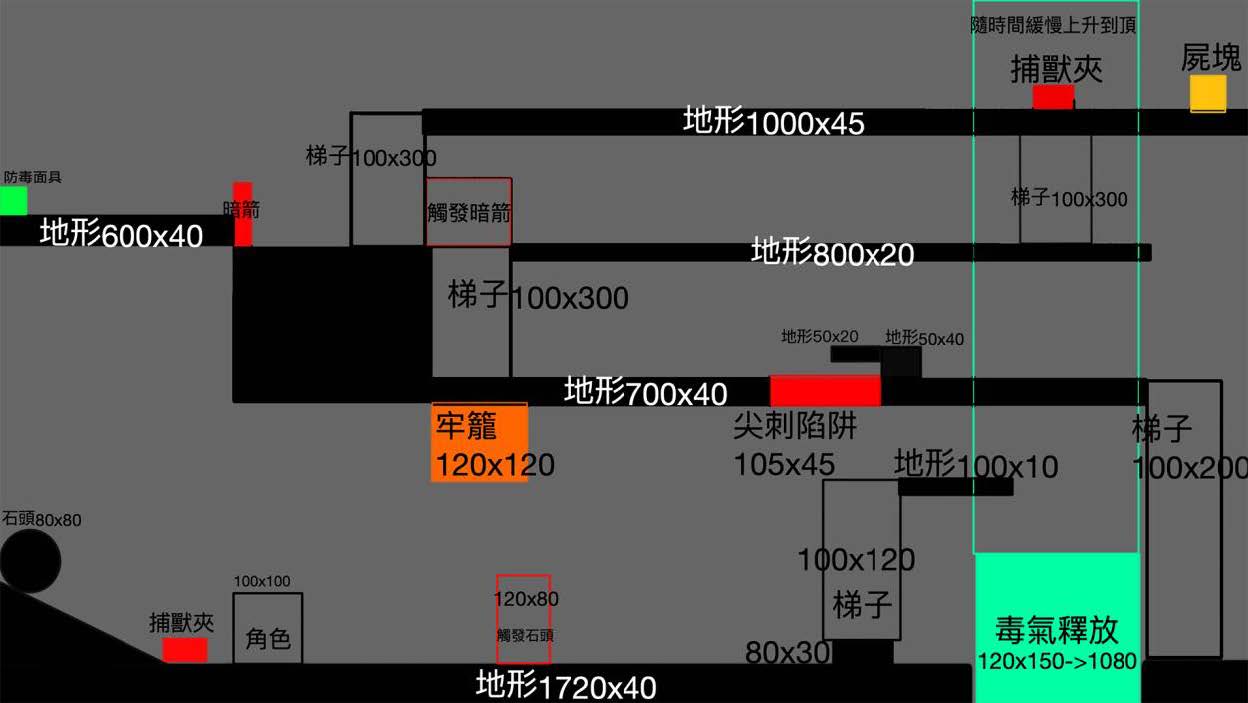 隨時間緩慢上升到頂
屍塊
捕獸夾
地形1000x45
梯子100x300
防毒面具
暗箭
觸發暗箭
梯子100x300
地形600x40
地形800x20
梯子100x300
地形50x20
地形50x40
地形700x40
牢籠
120x120
尖刺陷阱
105x45
梯子
100x200
地形100x10
石頭80x80
100x120
梯子
100x100
捕獸夾
角色
120x80
觸發石頭
80x30
毒氣釋放
120x150->1080
地形1720x40